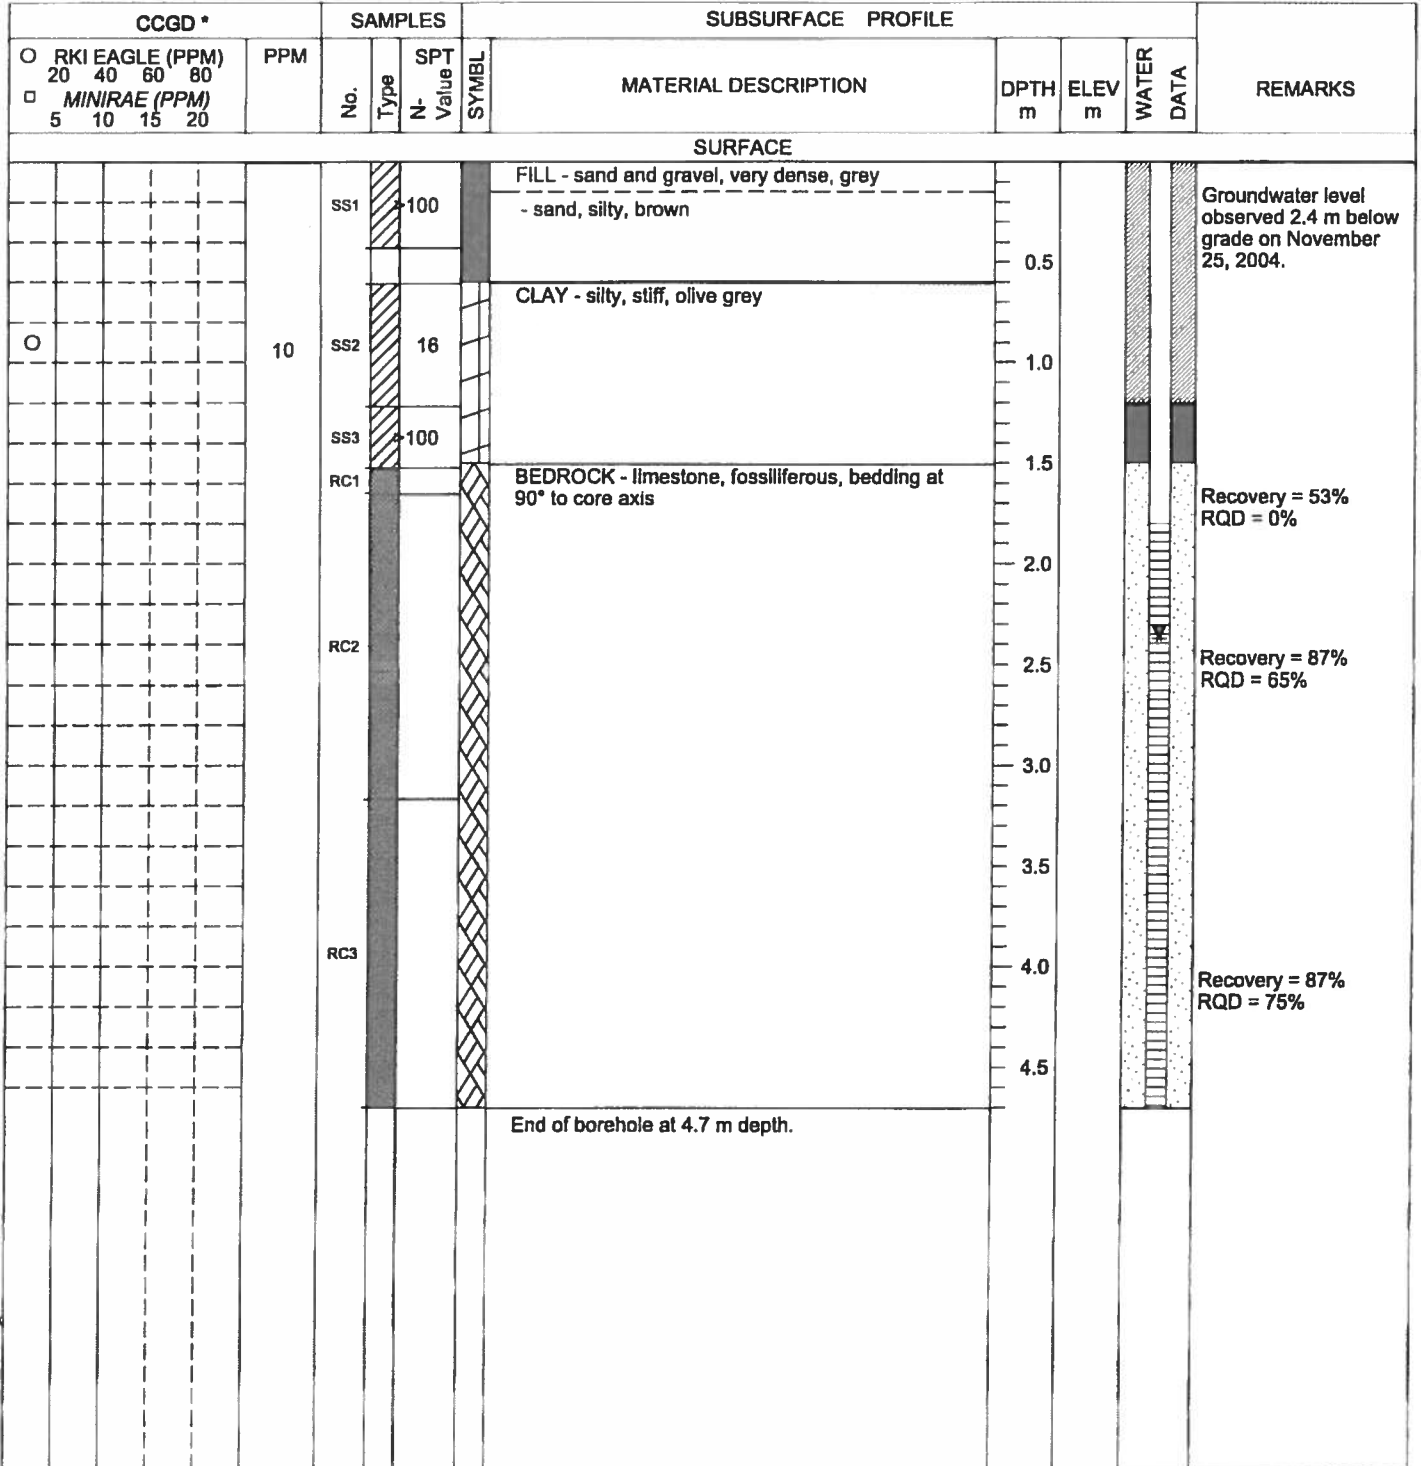 CCGD *
SAMPLES
SUBSURFACE PROFILE
O RKI EAGLE (PPM)
20 40 60 80
□ MINIRAE (PPM)
5 10 15 20
PPM
No.
Type
SPT
N-
Value
SYMBL
MATERIAL DESCRIPTION
DPTH
m
ELEV
m
WATER
DATA
REMARKS
SURFACE
SS1
>100
FILL - sand and gravel, very dense, grey
- sand, silty, brown
0.5
Groundwater level
observed 2.4 m below
grade on November
25, 2004.
CLAY - silty, stiff, olive grey
10
SS2
16
1.0
SS3
>100
1.5
RC1
BEDROCK - limestone, fossiliferous, bedding at
90° to core axis
Recovery = 53%
RQD = 0%
2.0
RC2
2.5
Recovery = 87%
RQD = 65%
3.0
3.5
RC3
4.0
Recovery = 87%
RQD = 75%
4.5
End of borehole at 4.7 m depth.